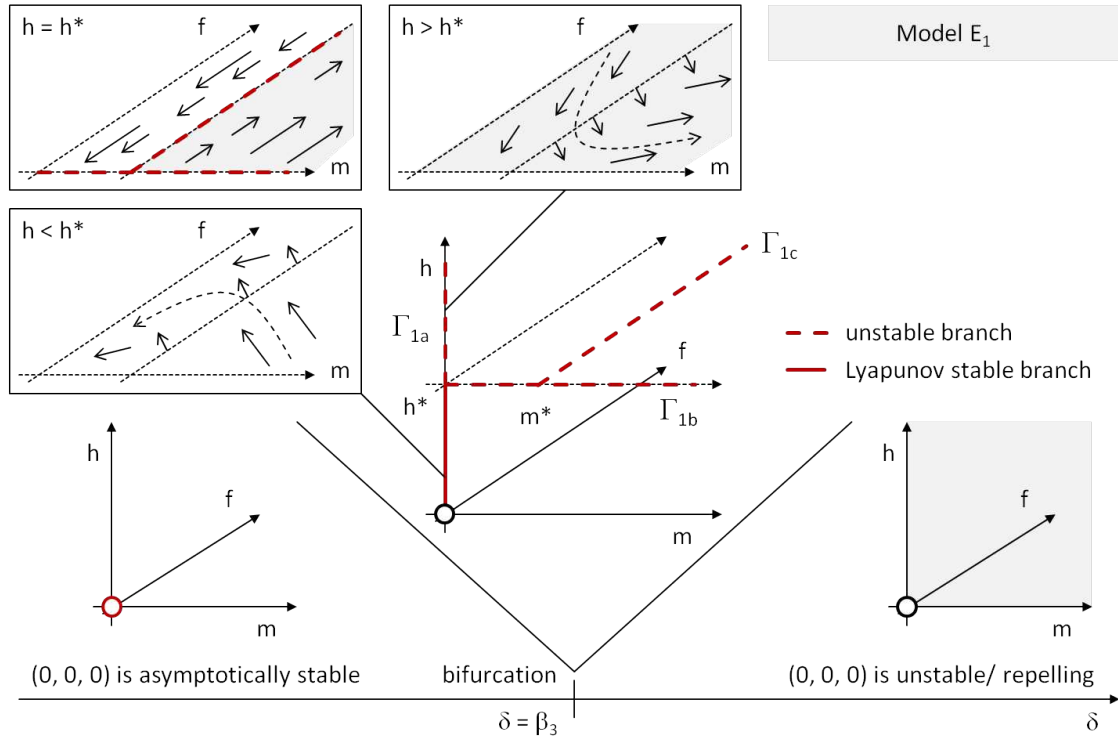 h = h*
f
m
h > h*
f
m
Model E₁
h < h*
f
m
h
Γ₁ₐ
h*
m*
f
Γ₁b
Γ₁c
m
unstable branch
Lyapunov stable branch
h
f
m
h
f
m
(0, 0, 0) is asymptotically stable
bifurcation
(0, 0, 0) is unstable/ repelling
δ = β₃
δ